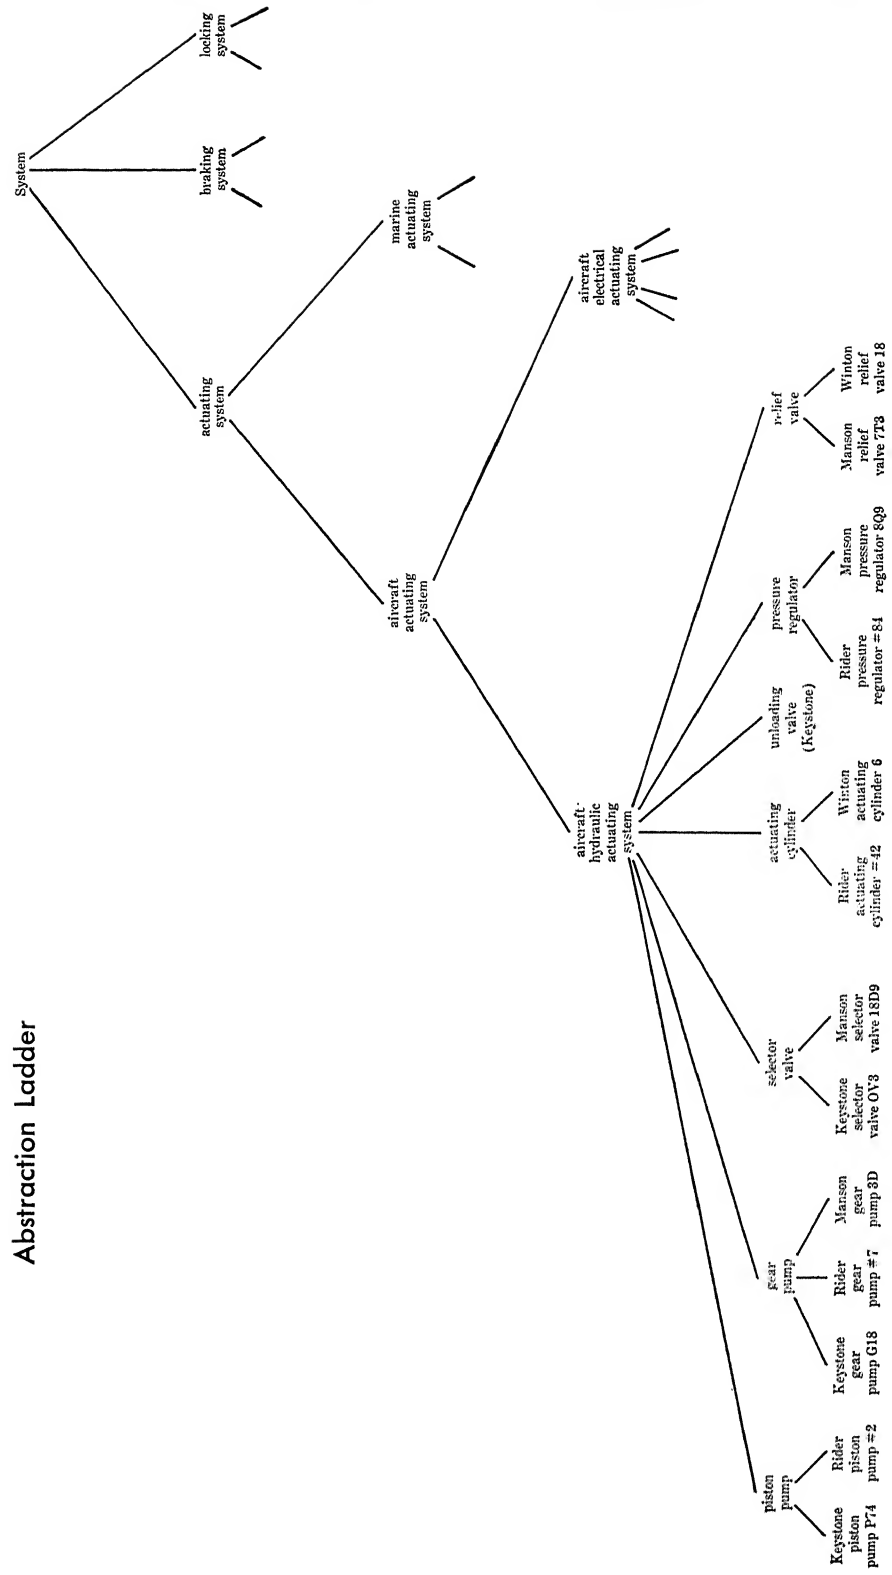 Abstraction Ladder
System
actuating
system
braking
system
locking
system
aircraft
actuating
system
marine
actuating
system
aircraft
hydraulic
actuating
system
aircraft
electrical
actuating
system
piston
pump
gear
pump
selector
valve
actuating
cylinder
unloading
valve
(Keystone)
pressure
regulator
relief
valve
Keystone
piston
pump P74
Rider
piston
pump #2
Keystone
gear
pump G18
Rider
gear
pump #7
Manson
gear
pump 3D
Keystone
selector
valve OV3
Manson
selector
valve 18D9
Rider
actuating
cylinder #42
Winton
actuating
cylinder 6
Rider
pressure
regulator #84
Manson
pressure
regulator 8Q9
Manson
relief
valve 7T3
Winton
relief
valve 18